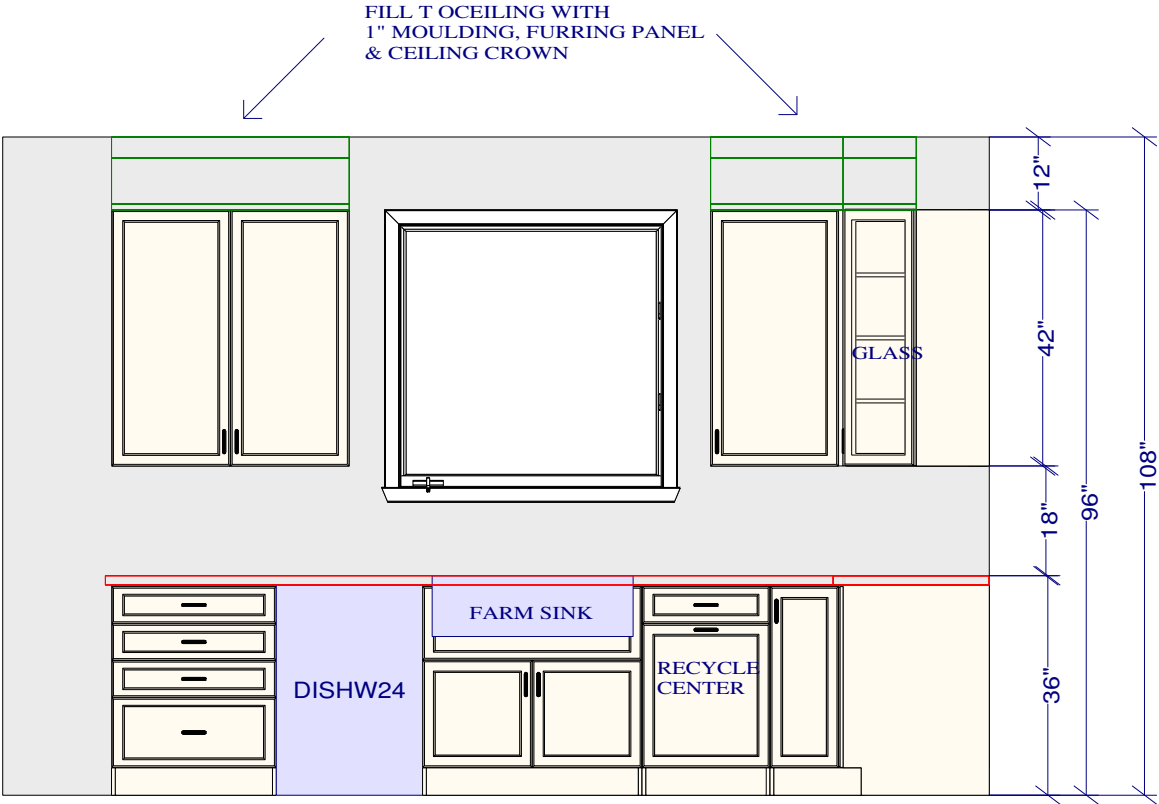 FILL T OCEILING WITH
1" MOULDING, FURRING PANEL
& CEILING CROWN
12"
42"
GLASS
18"
96"
108"
FARM SINK
DISHW24
RECYCLE
CENTER
36"